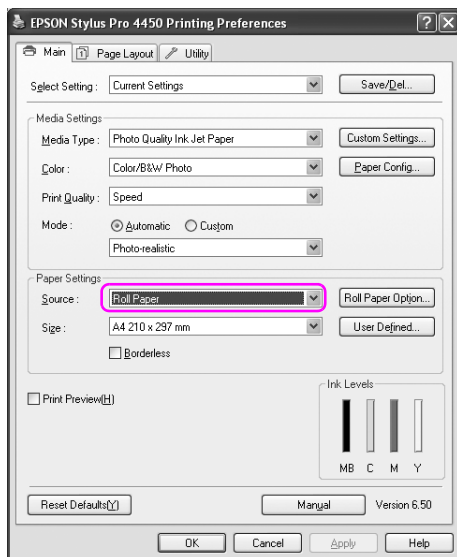 EPSON Stylus Pro 4450 Printing Preferences
Main Page Layout Utility
Select Setting : Current Settings Save/Del...
Media Settings
Media Type : Photo Quality Ink Jet Paper Custom Settings...
Color : Color/B&W Photo Paper Config...
Print Quality : Speed
Mode : Automatic Custom
Photo-realistic
Paper Settings
Source : Roll Paper Roll Paper Option...
Size : A4 210 x 297 mm User Defined...
Borderless
Print Preview(H)
Ink Levels
MB C M Y
Reset Defaults(Y) Manual Version 6.50
OK Cancel Apply Help